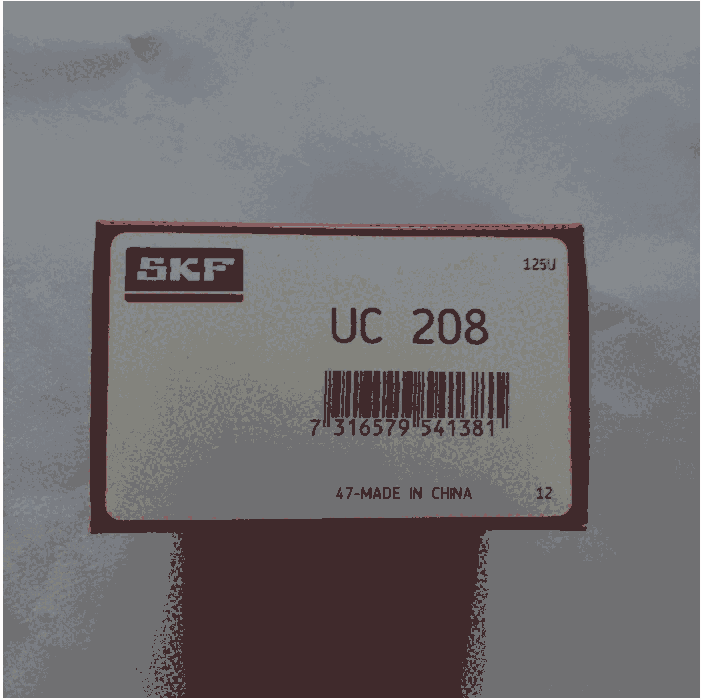 SKF
125U
UC 208
7 316579 541381
47-MADE IN CHINA
12